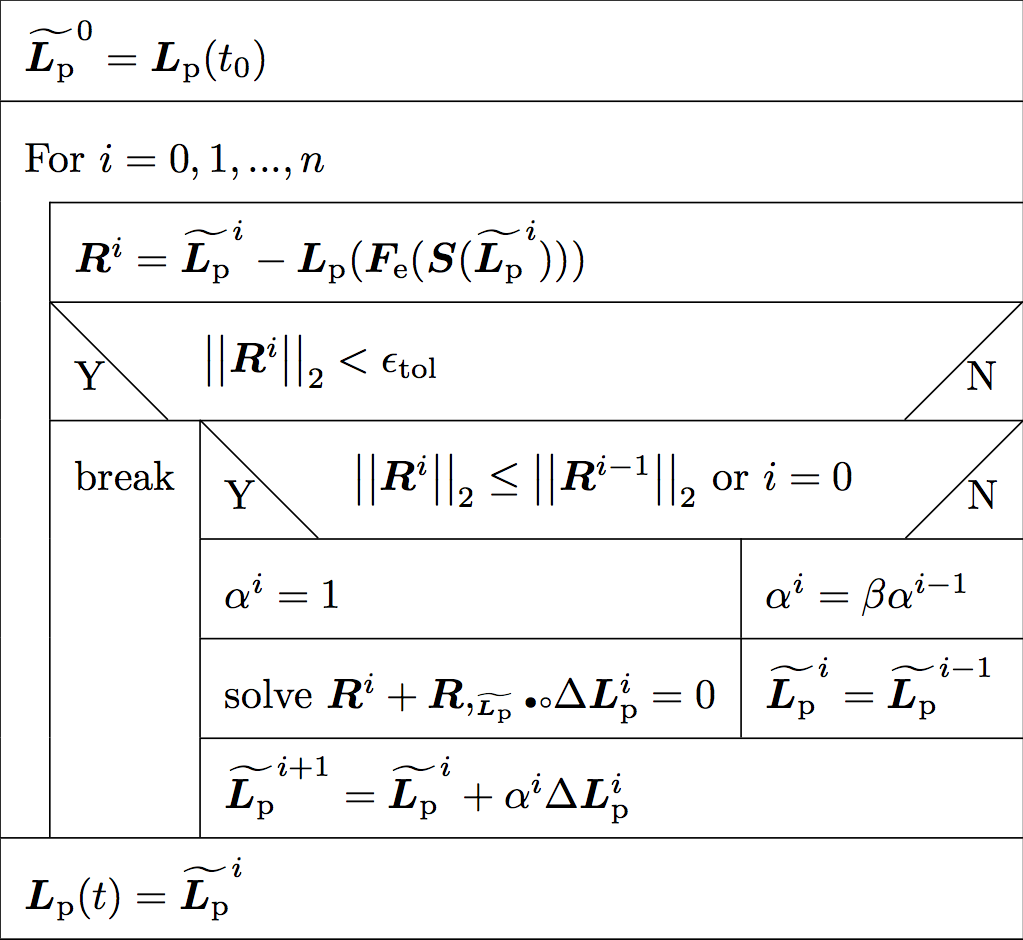 L̃ₚ⁰ = Lₚ(t₀)
For i = 0, 1, ..., n
Rⁱ = L̃ₚⁱ − Lₚ(Fₑ(S(L̃ₚⁱ)))
Y ||Rⁱ||₂ < ϵ_tol N
break Y ||Rⁱ||₂ ≤ ||Rⁱ⁻¹||₂ or i = 0 N
αⁱ = 1 αⁱ = βαⁱ⁻¹
solve Rⁱ + R,_L̃ₚ •∘ΔLₚⁱ = 0 L̃ₚⁱ = L̃ₚⁱ⁻¹
L̃ₚⁱ⁺¹ = L̃ₚⁱ + αⁱΔLₚⁱ
Lₚ(t) = L̃ₚⁱ